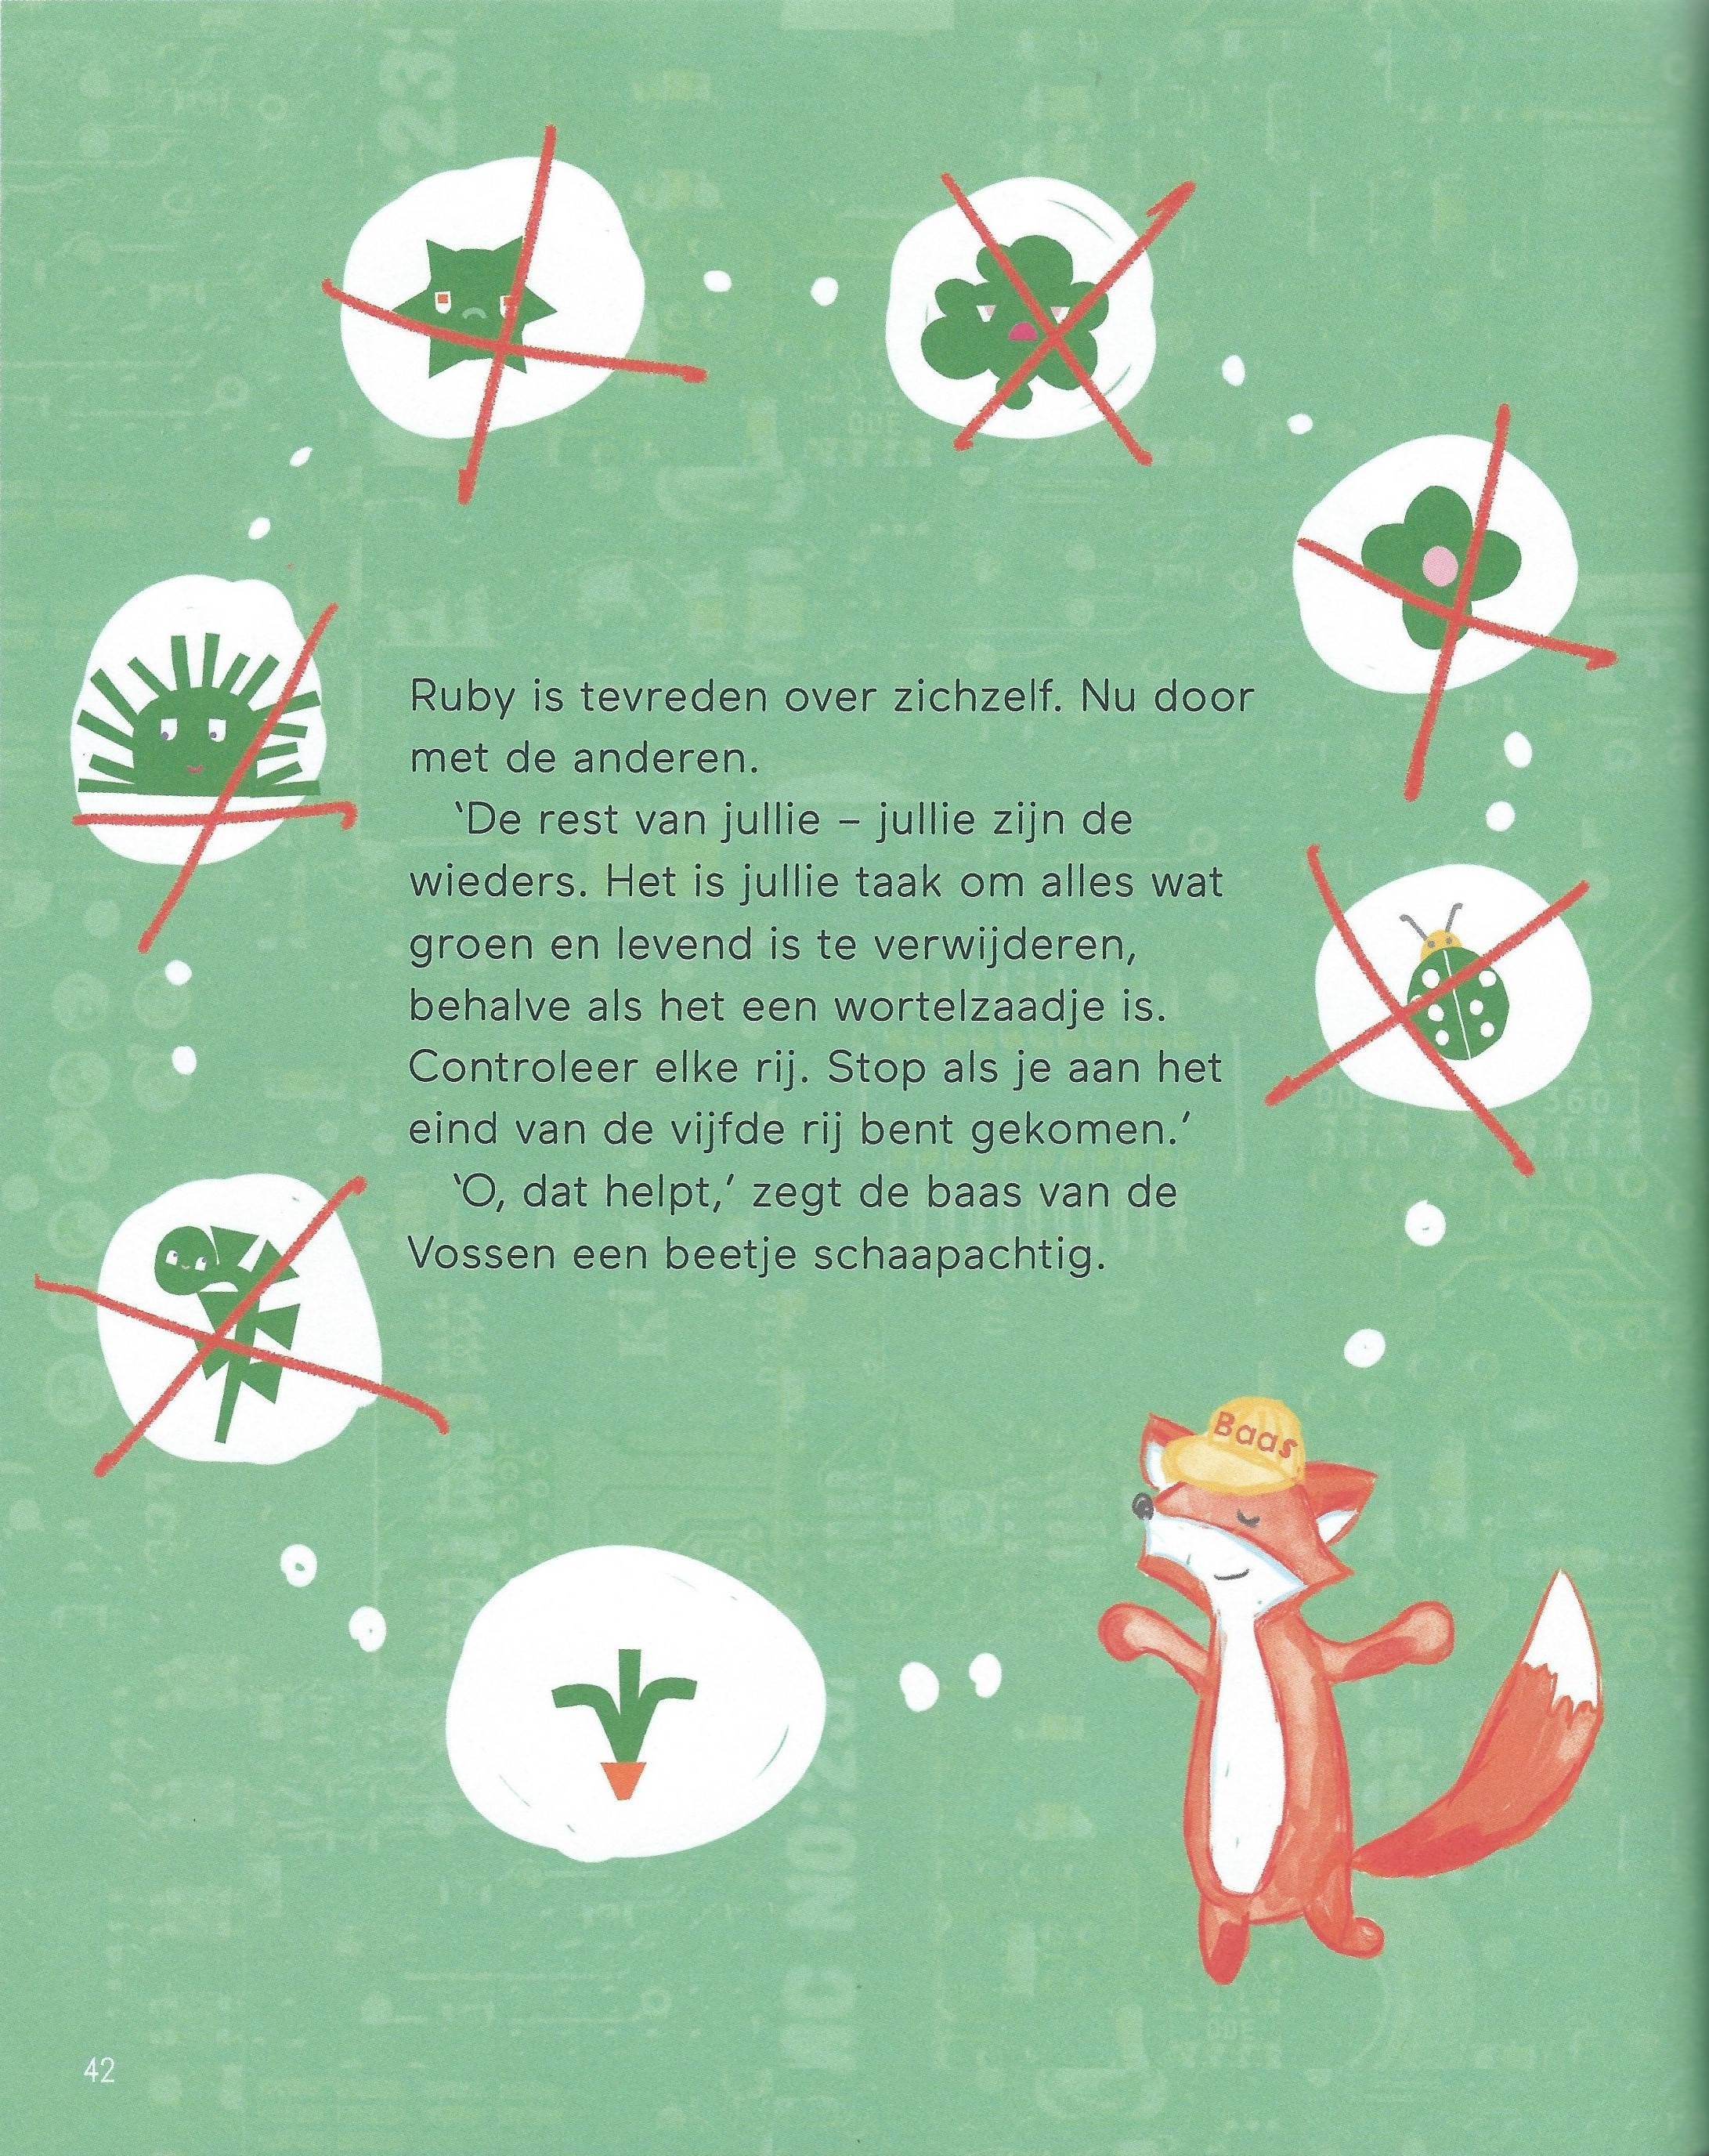 Ruby is tevreden over zichzelf. Nu door
met de anderen.
‘De rest van jullie – jullie zijn de
wieders. Het is jullie taak om alles wat
groen en levend is te verwijderen,
behalve als het een wortelzaadje is.
Controleer elke rij. Stop als je aan het
eind van de vijfde rij bent gekomen.’
‘O, dat helpt,’ zegt de baas van de
Vossen een beetje schaapachtig.
Baas
42